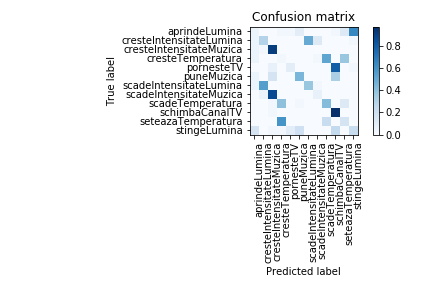 Confusion matrix
True label
aprindeLumina
cresteIntensitateLumina
cresteIntensitateMuzica
cresteTemperatura
pornesteTV
puneMuzica
scadeIntensitateLumina
scadeIntensitateMuzica
scadeTemperatura
schimbaCanalTV
seteazaTemperatura
stingeLumina
0.8
0.6
0.4
0.2
0.0
aprindeLumina
cresteIntensitateLumina
cresteIntensitateMuzica
cresteTemperatura
pornesteTV
puneMuzica
scadeIntensitateLumina
scadeIntensitateMuzica
scadeTemperatura
schimbaCanalTV
seteazaTemperatura
stingeLumina
Predicted label